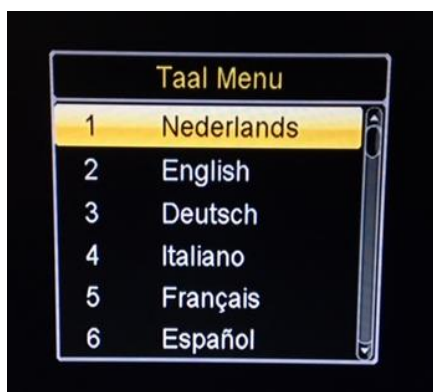 Taal Menu
1 Nederlands
2 English
3 Deutsch
4 Italiano
5 Français
6 Español